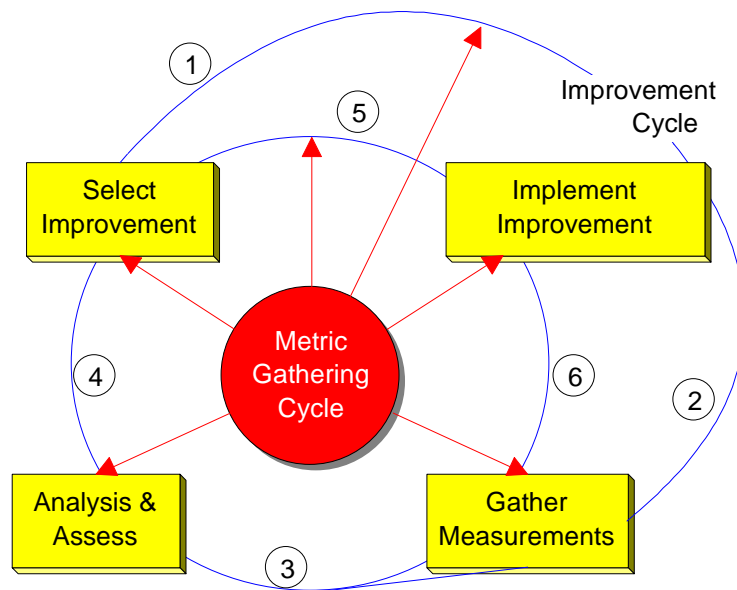 1
Improvement
Cycle
5
Select
Improvement
Implement
Improvement
Metric
Gathering
Cycle
4
6
2
Analysis &
Assess
Gather
Measurements
3